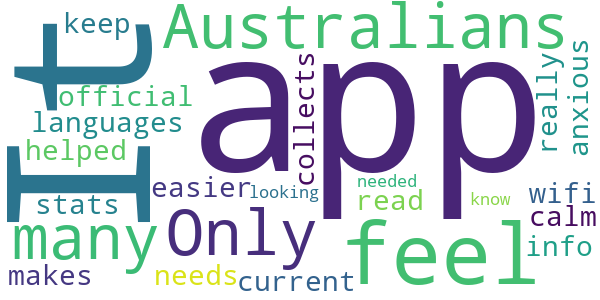 keep
Australians
It
app
collects
really
anxious
official
languages
helped
stats
easier
looking
needed
read
know
wifi
calm
many
Only
feel
info
makes
needs
current